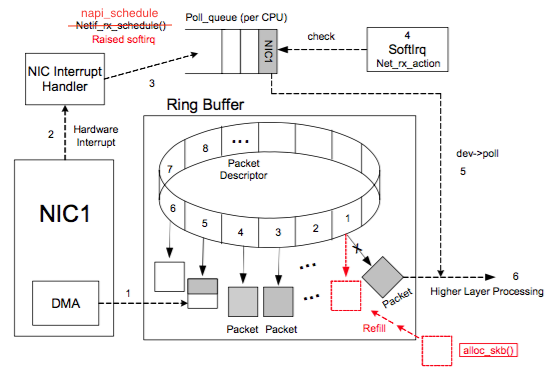 napi_schedule
Netif_rx_schedule()
Raised softirq
Poll_queue (per CPU)
NIC1
check
4
SoftIrq
Net_rx_action
NIC Interrupt
Handler
3
2
Hardware
Interrupt
Ring Buffer
8
...
7
Packet
Descriptor
6
5
4
3
2
1
dev->poll
5
NIC1
DMA
1
X
...
...
Packet
Packet
Packet
6
Higher Layer Processing
Refill
alloc_skb()